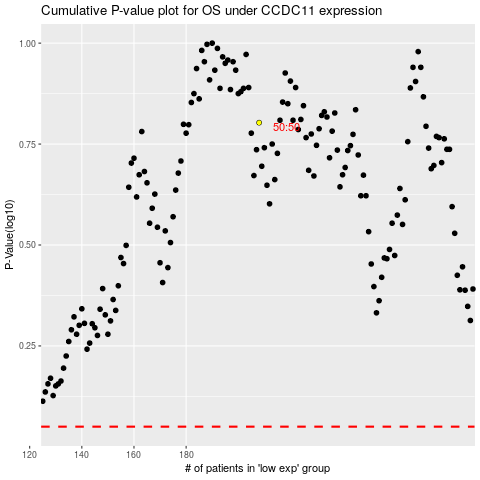 Cumulative P-value plot for OS under CCDC11 expression
P-Value(log10)
1.00
0.75
0.50
0.25
50:50
120 140 160 180
# of patients in 'low exp' group